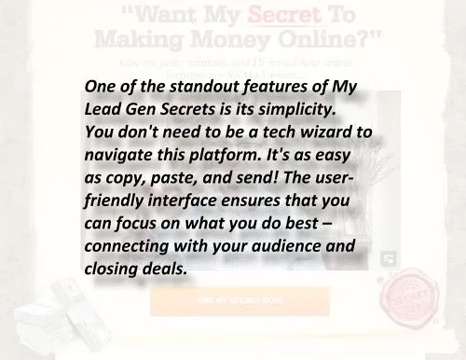 “Want My Secret To
Making Money Online?”
One of the standout features of My
Lead Gen Secrets is its simplicity.
You don't need to be a tech wizard to
navigate this platform. It's as easy
as copy, paste, and send! The user-
friendly interface ensures that you
can focus on what you do best –
connecting with your audience and
closing deals.
SECRET